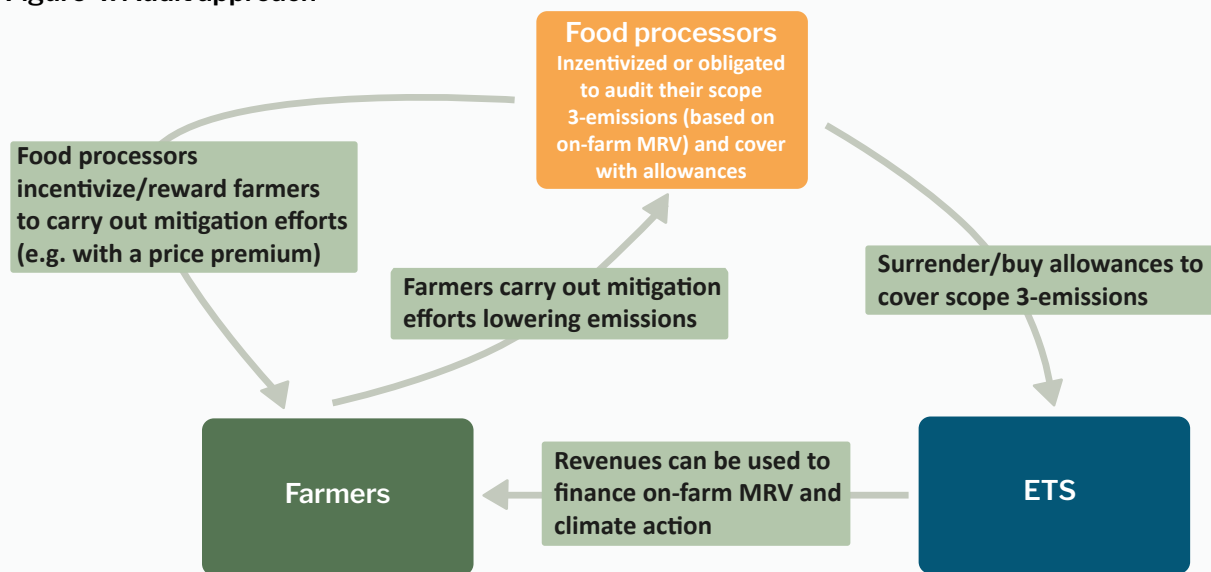 Food processors
Inzentivized or obligated
to audit their scope
3-emissions (based on
on-farm MRV) and cover
with allowances
Food processors
incentivize/reward farmers
to carry out mitigation efforts
(e.g. with a price premium)
Farmers carry out mitigation
efforts lowering emissions
Surrender/buy allowances to
cover scope 3-emissions
Farmers
Revenues can be used to
finance on-farm MRV and
climate action
ETS